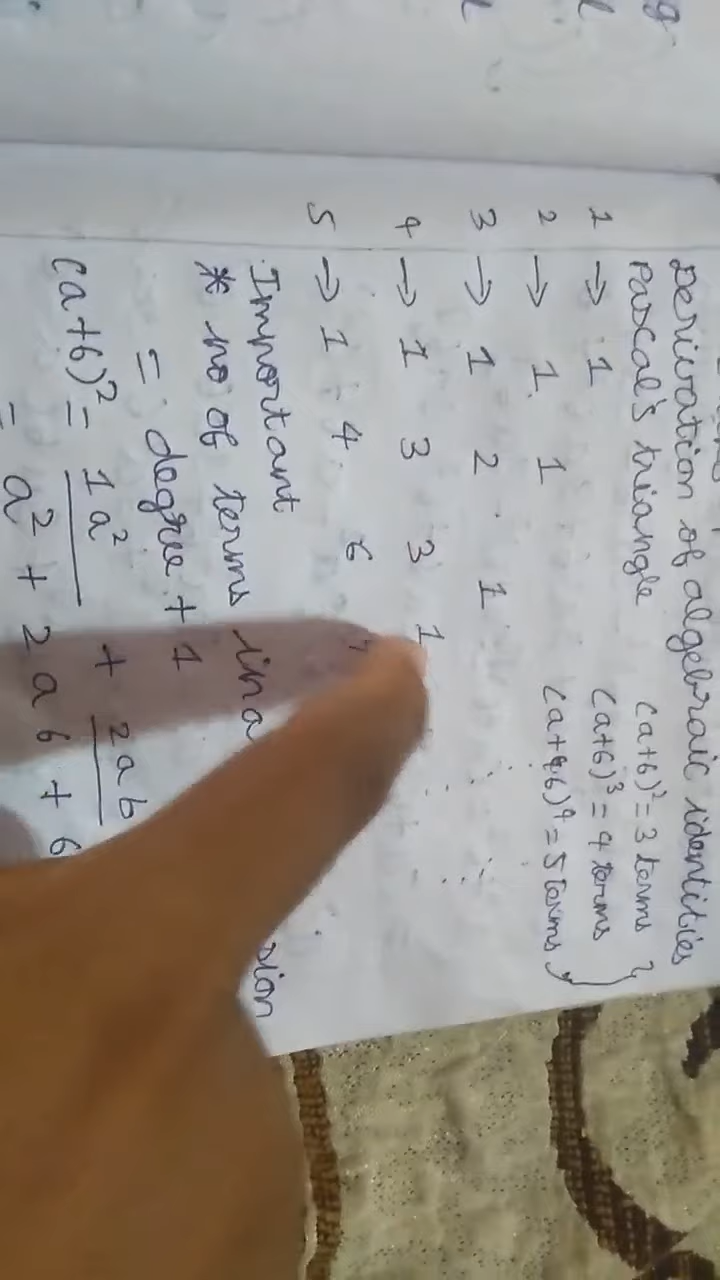 Derivation of algebraic identities
Pascal's triangle
(a+b)² = 3 terms
(a+b)³ = 4 terms
(a+b)⁴ = 5 terms
1 → 1
2 → 1 1
3 → 1 2 1
4 → 1 3 3 1
5 → 1 4 6
Important
* no of terms in a
= degree + 1
(a+b)² = 1a² + 2ab
= a² + 2ab + b